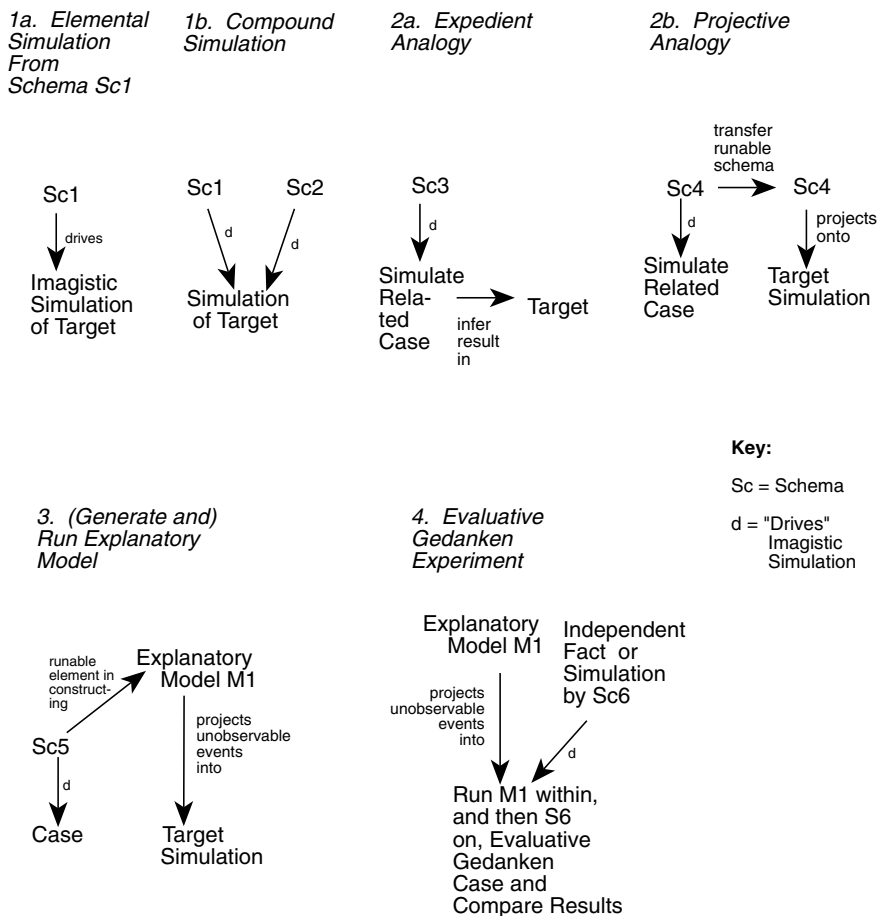 1a. Elemental
Simulation
From
Schema Sc1
Sc1
drives
Imagistic
Simulation
of Target
1b. Compound
Simulation
Sc1
Sc2
d
d
Simulation
of Target
2a. Expedient
Analogy
Sc3
d
Simulate
Rela-
ted
Case
infer
result
in
Target
2b. Projective
Analogy
transfer
runable
schema
Sc4
Sc4
d
projects
onto
Simulate
Related
Case
Target
Simulation
Key:
Sc = Schema
d = "Drives"
Imagistic
Simulation
3. (Generate and)
Run Explanatory
Model
runable
element in
construct-
ing
Explanatory
Model M1
Sc5
d
Case
projects
unobservable
events
into
Target
Simulation
4. Evaluative
Gedanken
Experiment
Explanatory
Model M1
Independent
Fact or
Simulation
by Sc6
projects
unobservable
events
into
d
Run M1 within,
and then S6
on, Evaluative
Gedanken
Case and
Compare Results